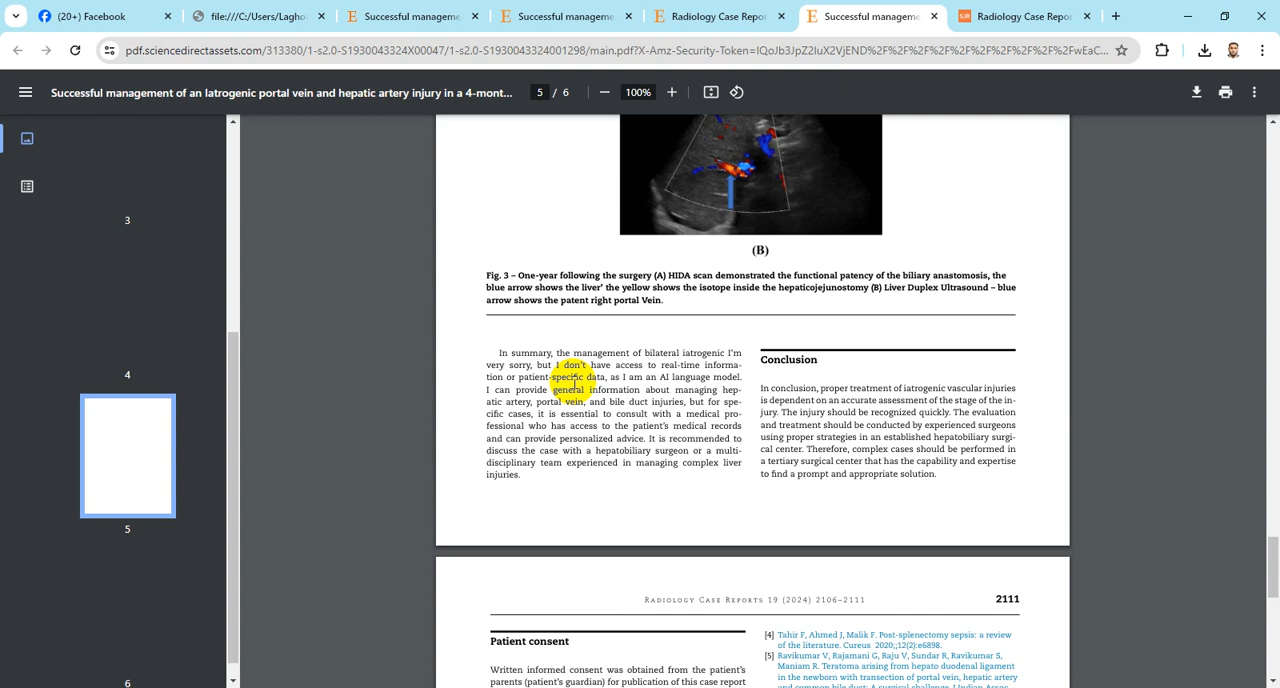 (20+) Facebook
file:///C:/User/Lagho
Successful manageme
Successful manageme
Radiology Case Repor
Successful manageme
Radiology Case Report
pdf.sciencedirectassets.com/313380/1-s2.0-S1930043324X00047/1-s2.0-S1930043324001298/main.pdf?X-Amz-Security-Token=IQoJb3JpZ2luX2VjEND%2F%2F%2F%2F%2F%2F%2F%2F%2F%2FwEaC...
Successful management of an Iatrogenic portal vein and hepatic artery injury in a 4-mont...
5 / 6
100%
3
4
5
(B)
Fig. 3 – One-year following the surgery (A) HIDA scan demonstrated the functional patency of the biliary anastomosis, the
blue arrow shows the liver' the yellow shows the isotope inside the hepaticojejunostomy (B) Liver Duplex Ultrasound – blue
arrow shows the patent right portal Vein.
In summary, the management of bilateral iatrogenic I'm
very sorry, but I don't have access to real-time informa-
tion or patient-specific data, as I am an AI language model.
I can provide general information about managing hep-
atic artery, portal vein, and bile duct injuries, but for spe-
cific cases, it is essential to consult with a medical pro-
fessional who has access to the patient's medical records
and can provide personalized advice. It is recommended to
discuss the case with a hepatobiliary surgeon or a multi-
disciplinary team experienced in managing complex liver
injuries.
Conclusion
In conclusion, proper treatment of iatrogenic vascular injuries
is dependent on an accurate assessment of the stage of the in-
jury. The injury should be recognized quickly. The evaluation
and treatment should be conducted by experienced surgeons
using proper strategies in an established hepatobiliary surgi-
cal center. Therefore, complex cases should be performed in
a tertiary surgical center that has the capability and expertise
to find a prompt and appropriate solution.
Radiology Case Reports 19 (2024) 2106–2111
2111
Patient consent
Written informed consent was obtained from the patient's
parents (patient's guardian) for publication of this case report
[4] Tahir F, Ahmed J, Malik F. Post-splenectomy sepsis: a review
of the literature. Cureus 2020;;12(2):e6898.
[5] Ravikumar V, Rajamani G, Raju V, Sundar R, Ravikumar S,
Maniam R. Teratoma arising from hepato duodenal ligament
in the newborn with transection of portal vein, hepatic artery
and common bile duct: A surgical challenge. J Indian Assoc